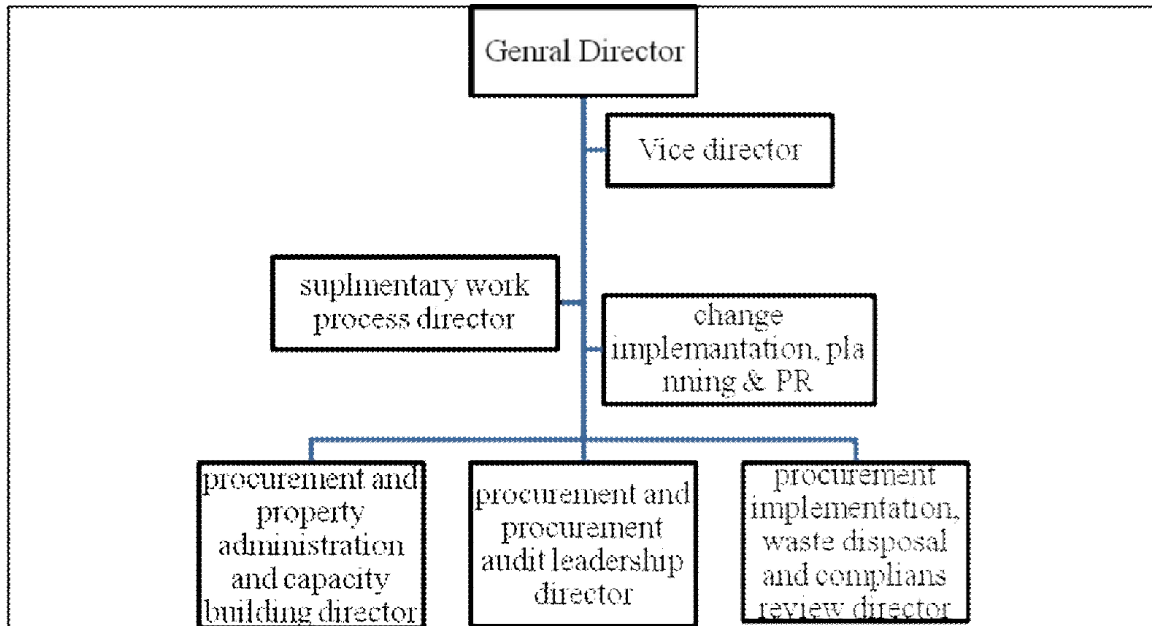 Genral Director
Vice director
suplmentary work
process director
change
implemantation, pla
nning & PR
procurement and
property
administration
and capacity
building director
procurement and
procurement
audit leadership
director
procurement
implementation,
waste disposal
and complians
review director